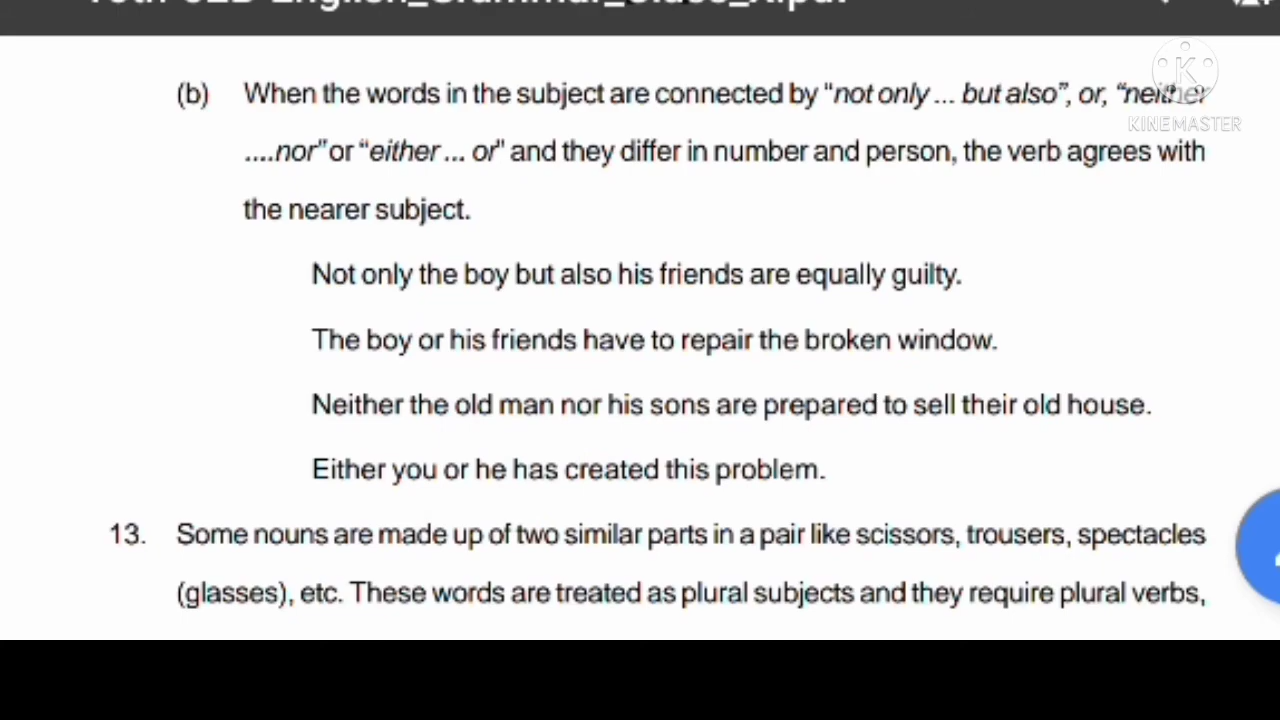 K
KINEMASTER
(b) When the words in the subject are connected by "not only ... but also", or, "neither
....nor" or "either ... or" and they differ in number and person, the verb agrees with
the nearer subject.
Not only the boy but also his friends are equally guilty.
The boy or his friends have to repair the broken window.
Neither the old man nor his sons are prepared to sell their old house.
Either you or he has created this problem.
13. Some nouns are made up of two similar parts in a pair like scissors, trousers, spectacles
(glasses), etc. These words are treated as plural subjects and they require plural verbs,